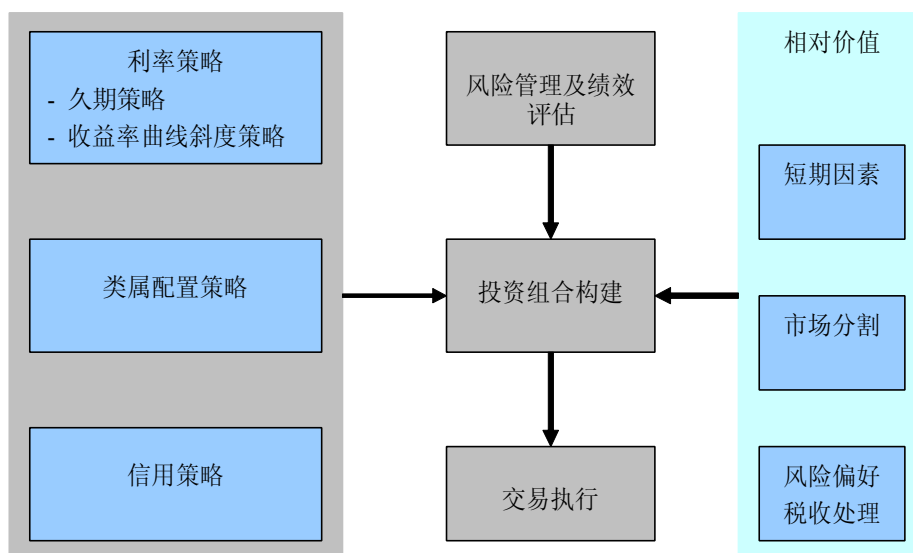 利率策略
- 久期策略
- 收益率曲线斜度策略
类属配置策略
信用策略
风险管理及绩效
评估
投资组合构建
交易执行
相对价值
短期因素
市场分割
风险偏好
税收处理